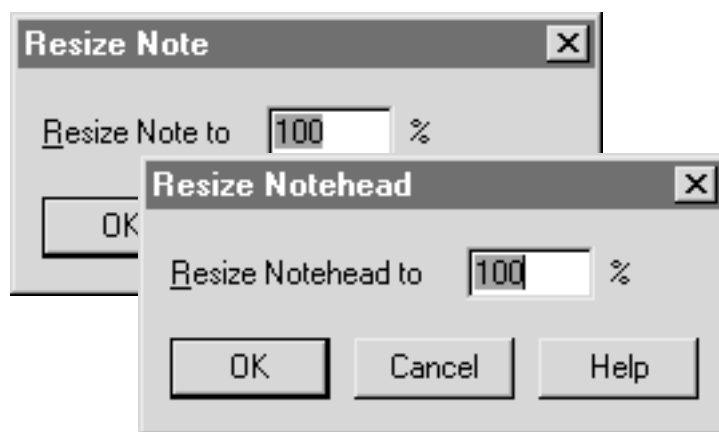 Resize Note
Resize Note to 100 %
OK
Resize Notehead
Resize Notehead to 100 %
OK Cancel Help